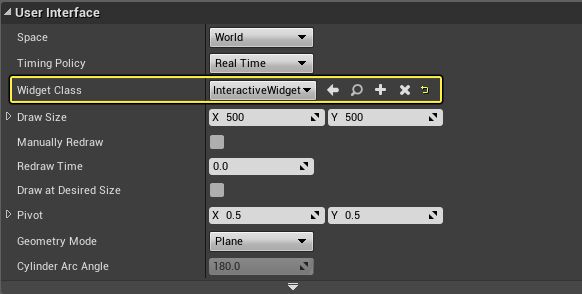 User Interface
Space World
Timing Policy Real Time
Widget Class InteractiveWidget
Draw Size X 500 Y 500
Manually Redraw
Redraw Time 0.0
Draw at Desired Size
Pivot X 0.5 Y 0.5
Geometry Mode Plane
Cylinder Arc Angle 180.0